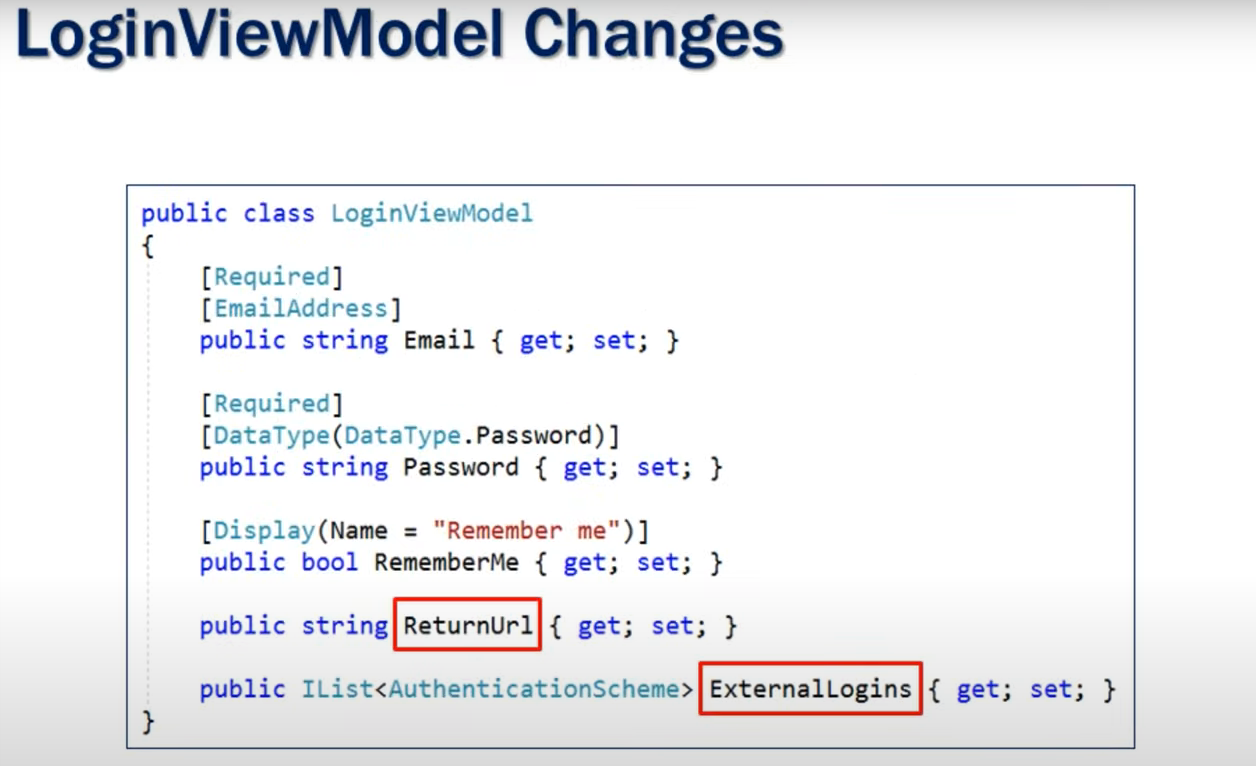 LoginViewModel Changes
public class LoginViewModel
{
[Required]
[EmailAddress]
public string Email { get; set; }
[Required]
[DataType(DataType.Password)]
public string Password { get; set; }
[Display(Name = "Remember me")]
public bool RememberMe { get; set; }
public string ReturnUrl { get; set; }
public IList<AuthenticationScheme> ExternalLogins { get; set; }
}